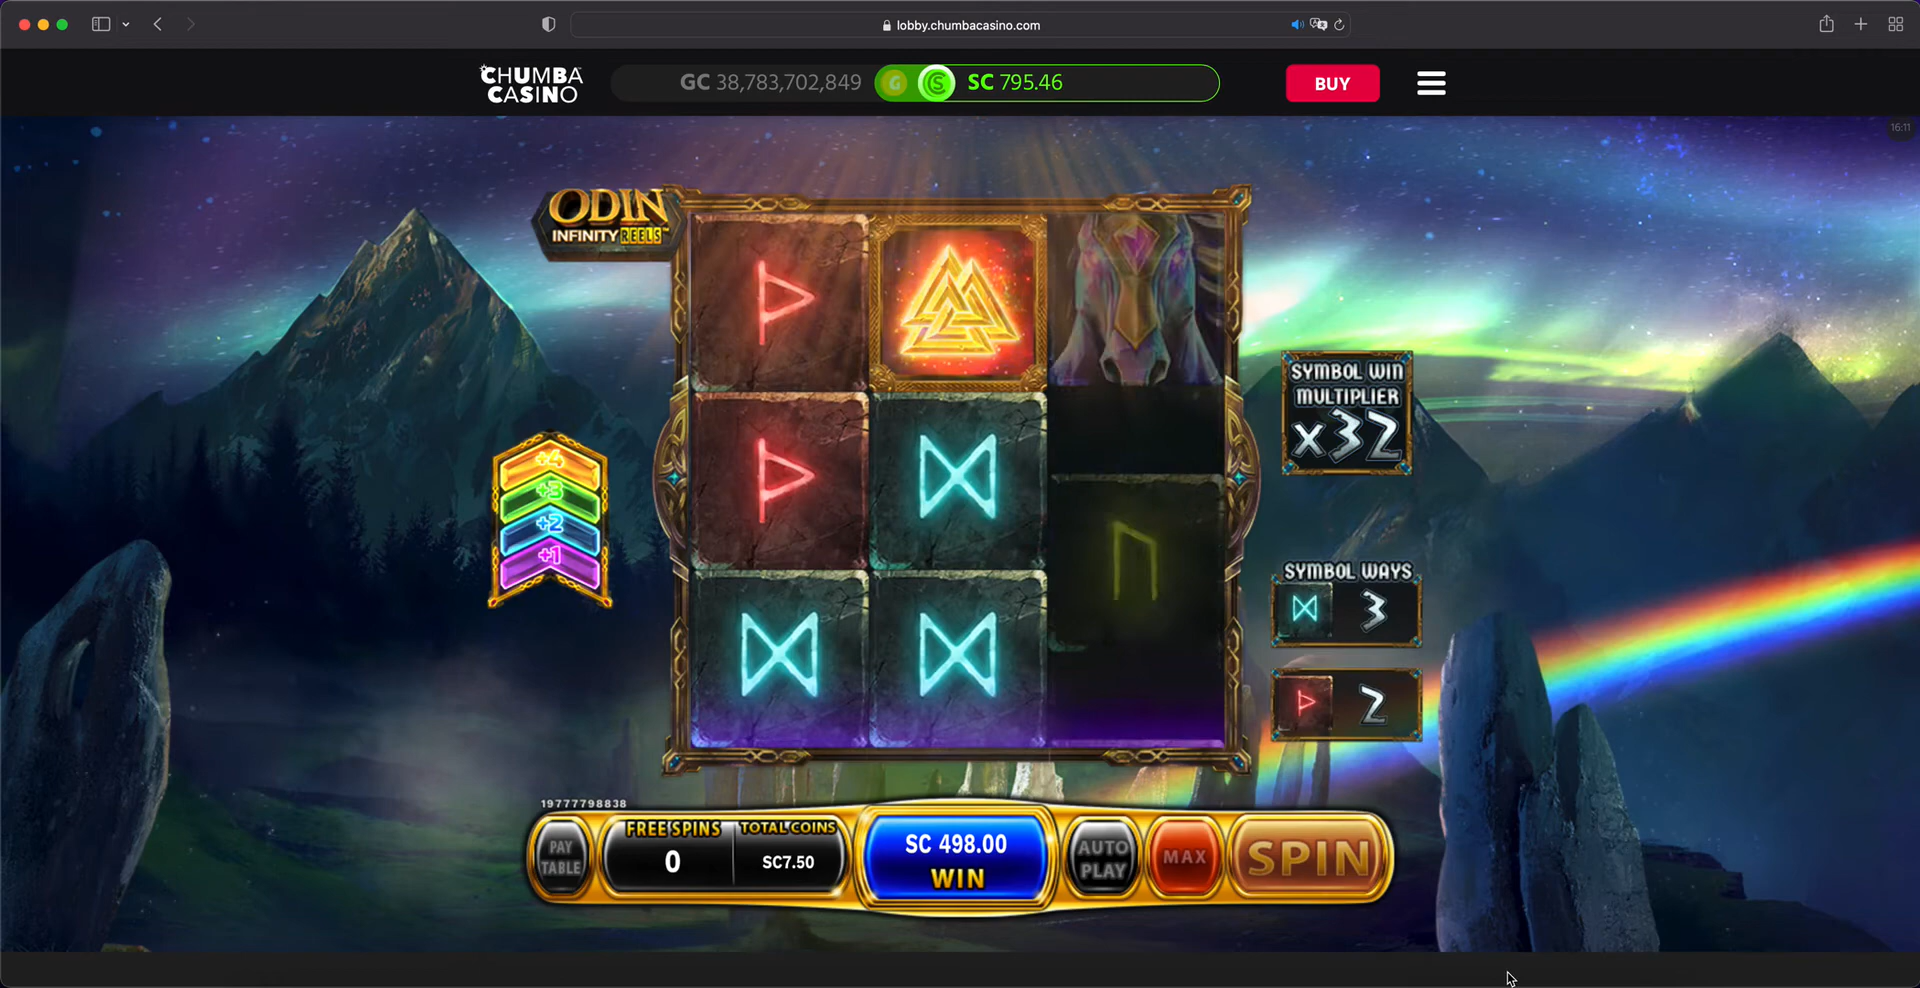 lobby.chumbacasino.com
CHUMBA
CASINO
GC 38,783,702,849
G
S
SC 795.46
BUY
16:11
ODIN
INFINITY REELS™
SYMBOL WIN
MULTIPLIER
x32
+4
+3
+2
+1
SYMBOL WAYS
3
2
19777798838
PAY
TABLE
FREE SPINS
0
TOTAL COINS
SC7.50
SC 498.00
WIN
AUTO
PLAY
MAX
SPIN